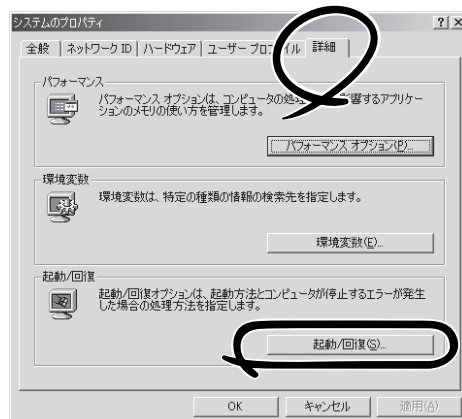 システムのプロパティ
? ×
全般 ネットワーク ID ハードウェア ユーザー プロファイル 詳細
パフォーマンス
パフォーマンス オプションは、コンピュータの処理 影響するアプリケー
ションのメモリの使い方を管理します。
パフォーマンス オプション(P)...
環境変数
環境変数は、特定の種類の情報の検索先を指定します。
環境変数(E)...
起動/回復
起動/回復オプションは、起動方法とコンピュータが停止するエラーが発生
した場合の処理方法を指定します。
起動/回復(S)...
OK キャンセル 適用(A)